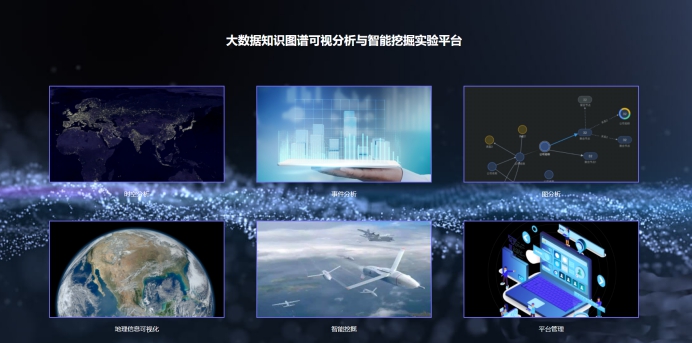 大数据知识图谱可视分析与智能挖掘实验平台
时空分析
事件分析
图分析
地理信息可视化
智能挖掘
平台管理